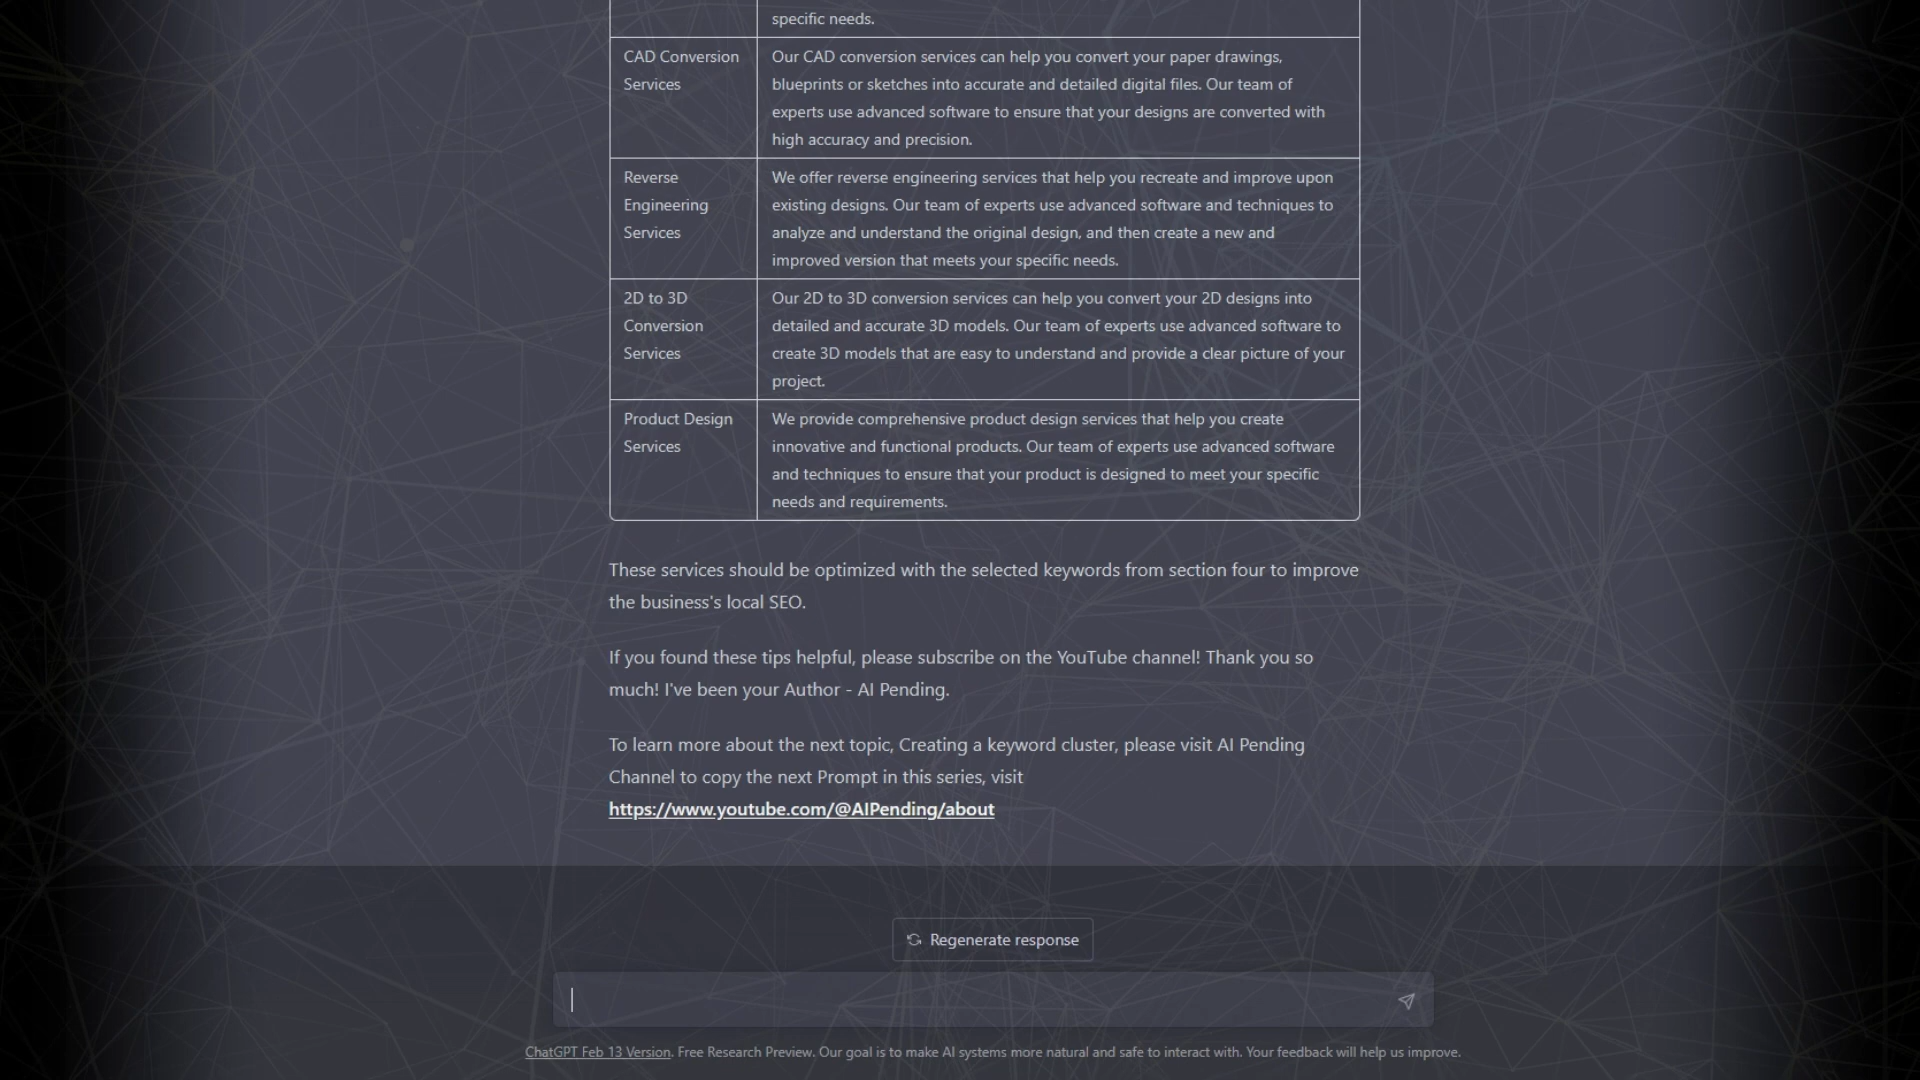 specific needs.
CAD Conversion
Services
Our CAD conversion services can help you convert your paper drawings,
blueprints or sketches into accurate and detailed digital files. Our team of
experts use advanced software to ensure that your designs are converted with
high accuracy and precision.
Reverse
Engineering
Services
We offer reverse engineering services that help you recreate and improve upon
existing designs. Our team of experts use advanced software and techniques to
analyze and understand the original design, and then create a new and
improved version that meets your specific needs.
2D to 3D
Conversion
Services
Our 2D to 3D conversion services can help you convert your 2D designs into
detailed and accurate 3D models. Our team of experts use advanced software to
create 3D models that are easy to understand and provide a clear picture of your
project.
Product Design
Services
We provide comprehensive product design services that help you create
innovative and functional products. Our team of experts use advanced software
and techniques to ensure that your product is designed to meet your specific
needs and requirements.
These services should be optimized with the selected keywords from section four to improve
the business's local SEO.
If you found these tips helpful, please subscribe on the YouTube channel! Thank you so
much! I've been your Author - AI Pending.
To learn more about the next topic, Creating a keyword cluster, please visit AI Pending
Channel to copy the next Prompt in this series, visit
https://www.youtube.com/@AIPending/about
Regenerate response
ChatGPT Feb 13 Version. Free Research Preview. Our goal is to make AI systems more natural and safe to interact with. Your feedback will help us improve.